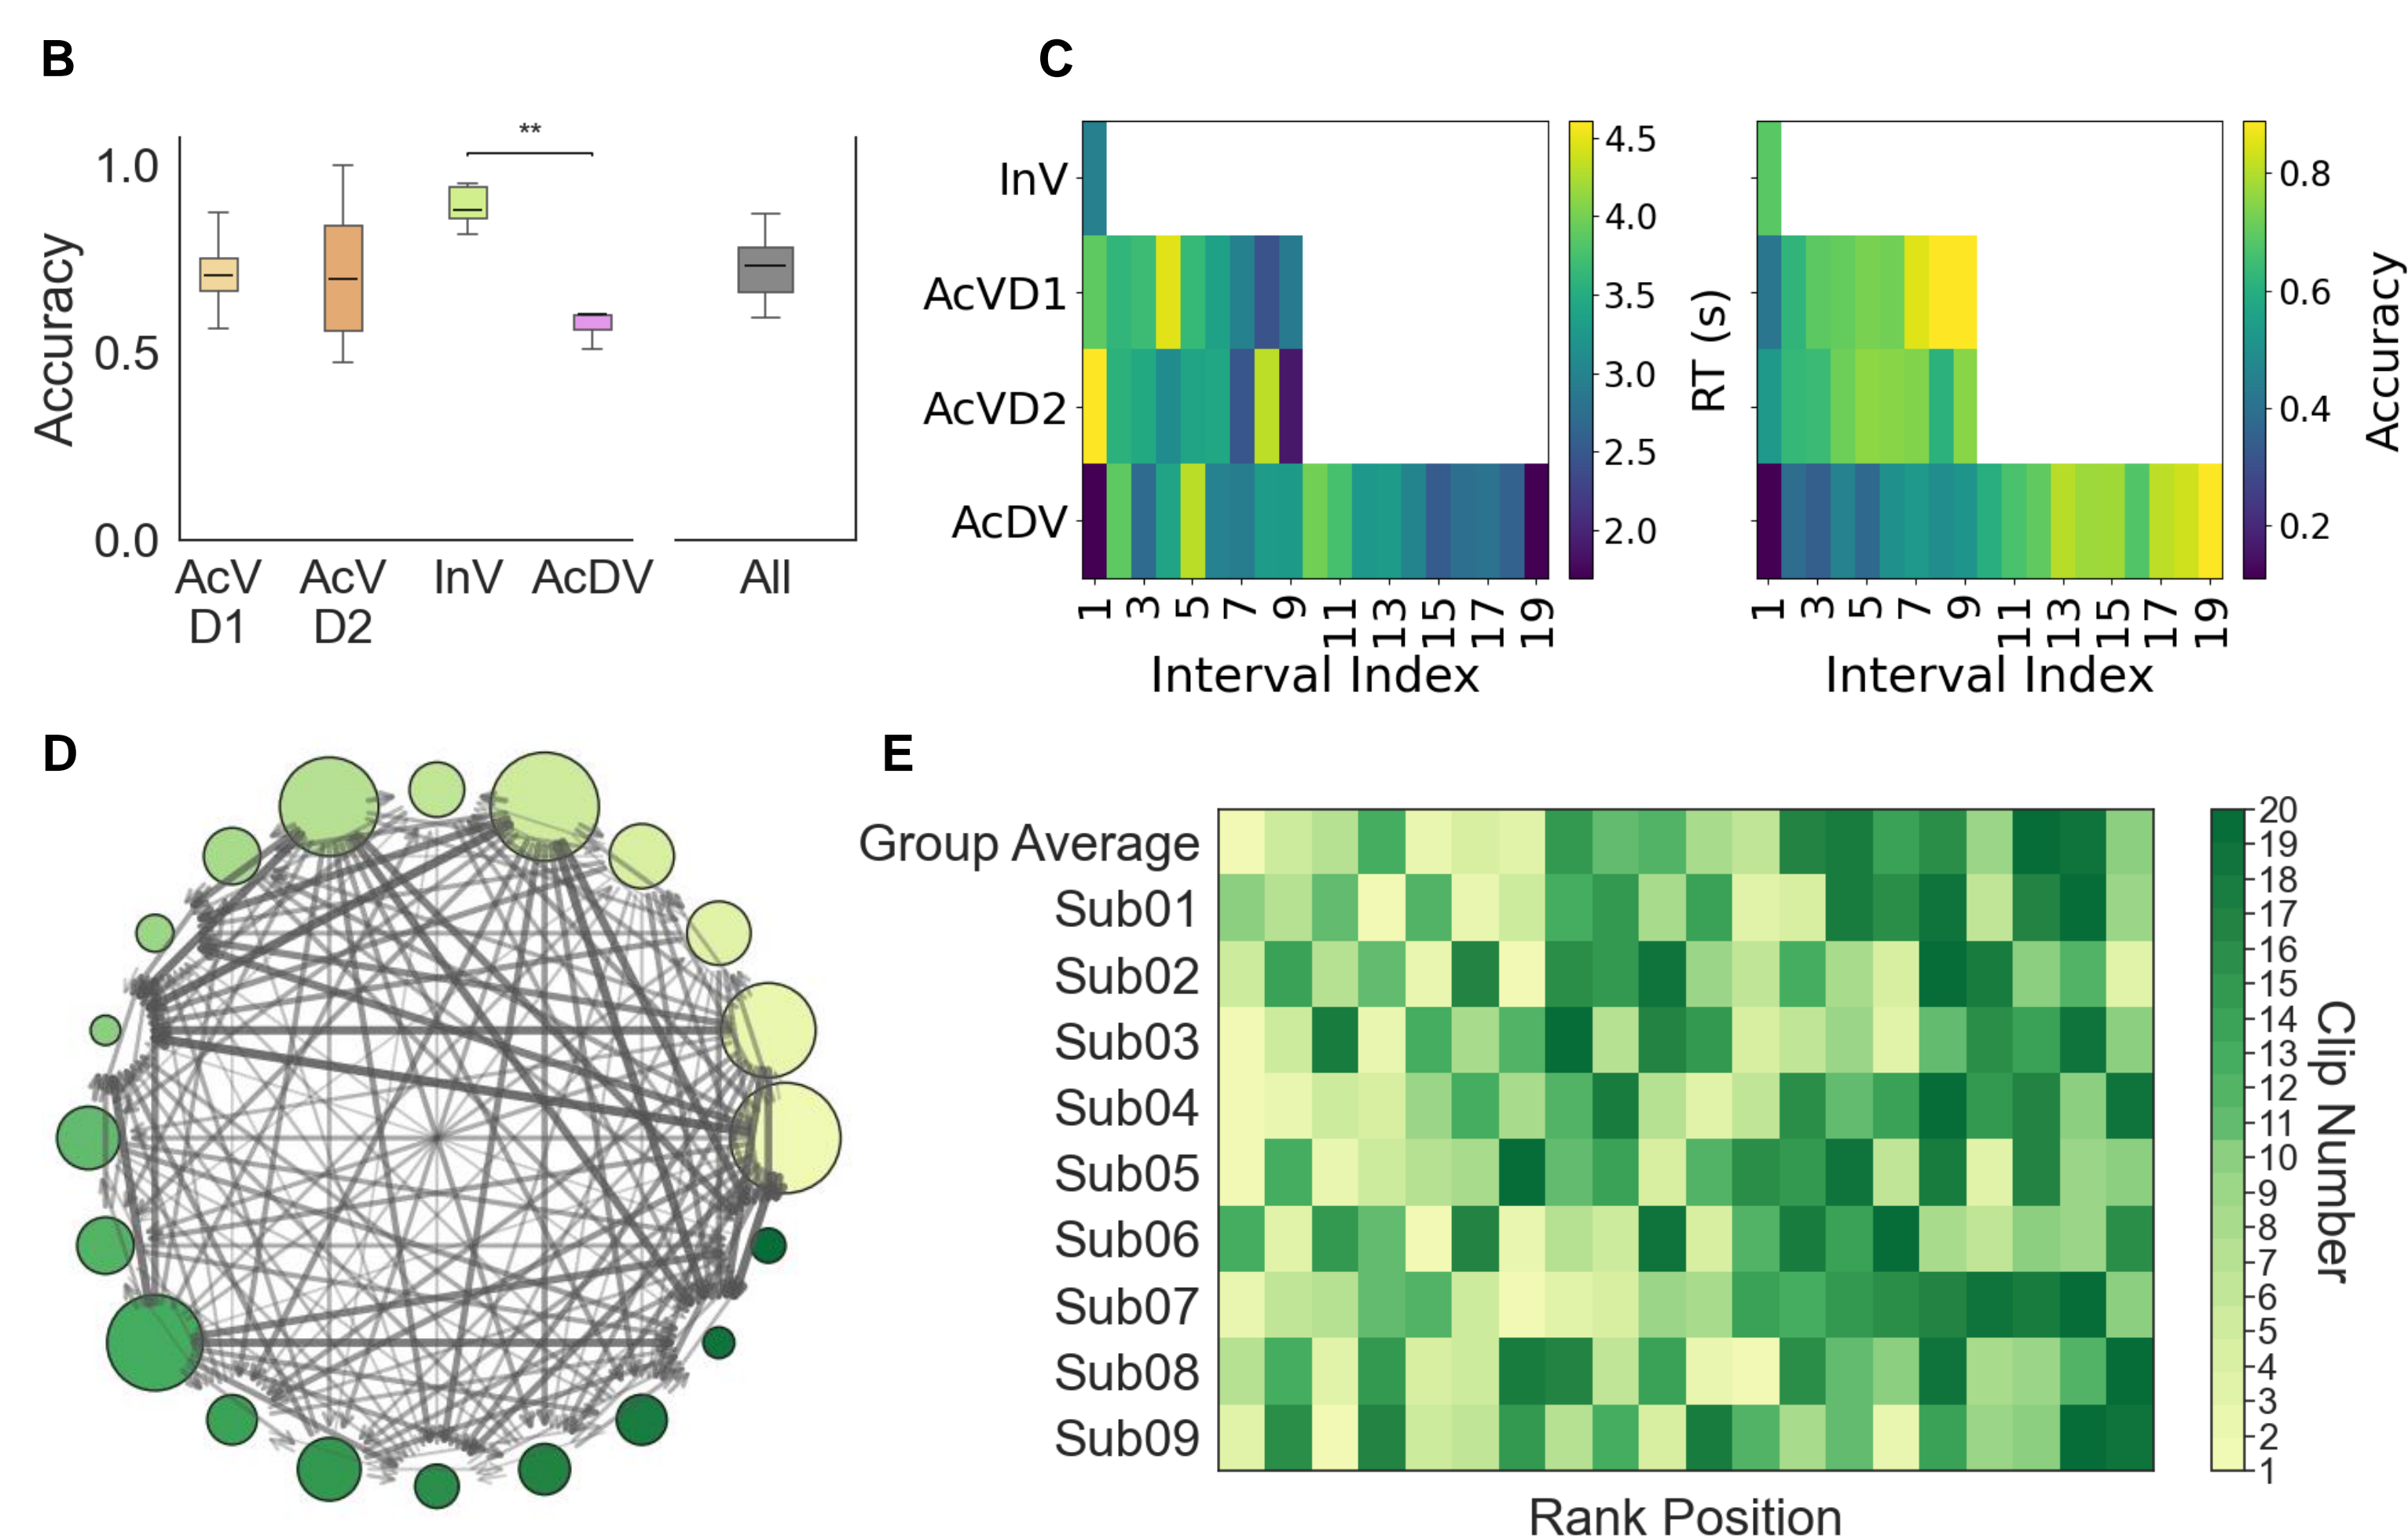 B
**
1.0
0.5
0.0
Accuracy
AcV
D1
AcV
D2
InV
AcDV
All
C
InV
AcVD1
AcVD2
AcDV
1
3
5
7
9
11
13
15
17
19
Interval Index
4.5
4.0
3.5
3.0
2.5
2.0
RT (s)
1
3
5
7
9
11
13
15
17
19
Interval Index
0.8
0.6
0.4
0.2
Accuracy
D
E
Group Average
Sub01
Sub02
Sub03
Sub04
Sub05
Sub06
Sub07
Sub08
Sub09
Rank Position
20
19
18
17
16
15
14
13
12
11
10
9
8
7
6
5
4
3
2
1
Clip Number